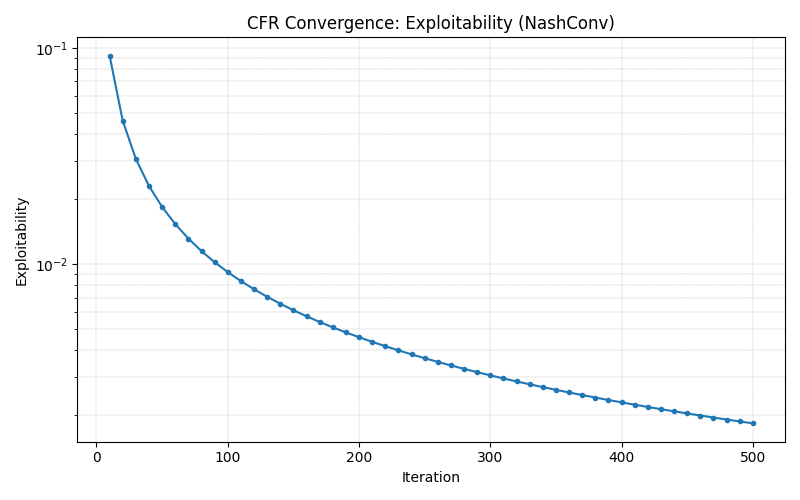 CFR Convergence: Exploitability (NashConv)
10⁻¹
10⁻²
Exploitability
0 100 200 300 400 500
Iteration